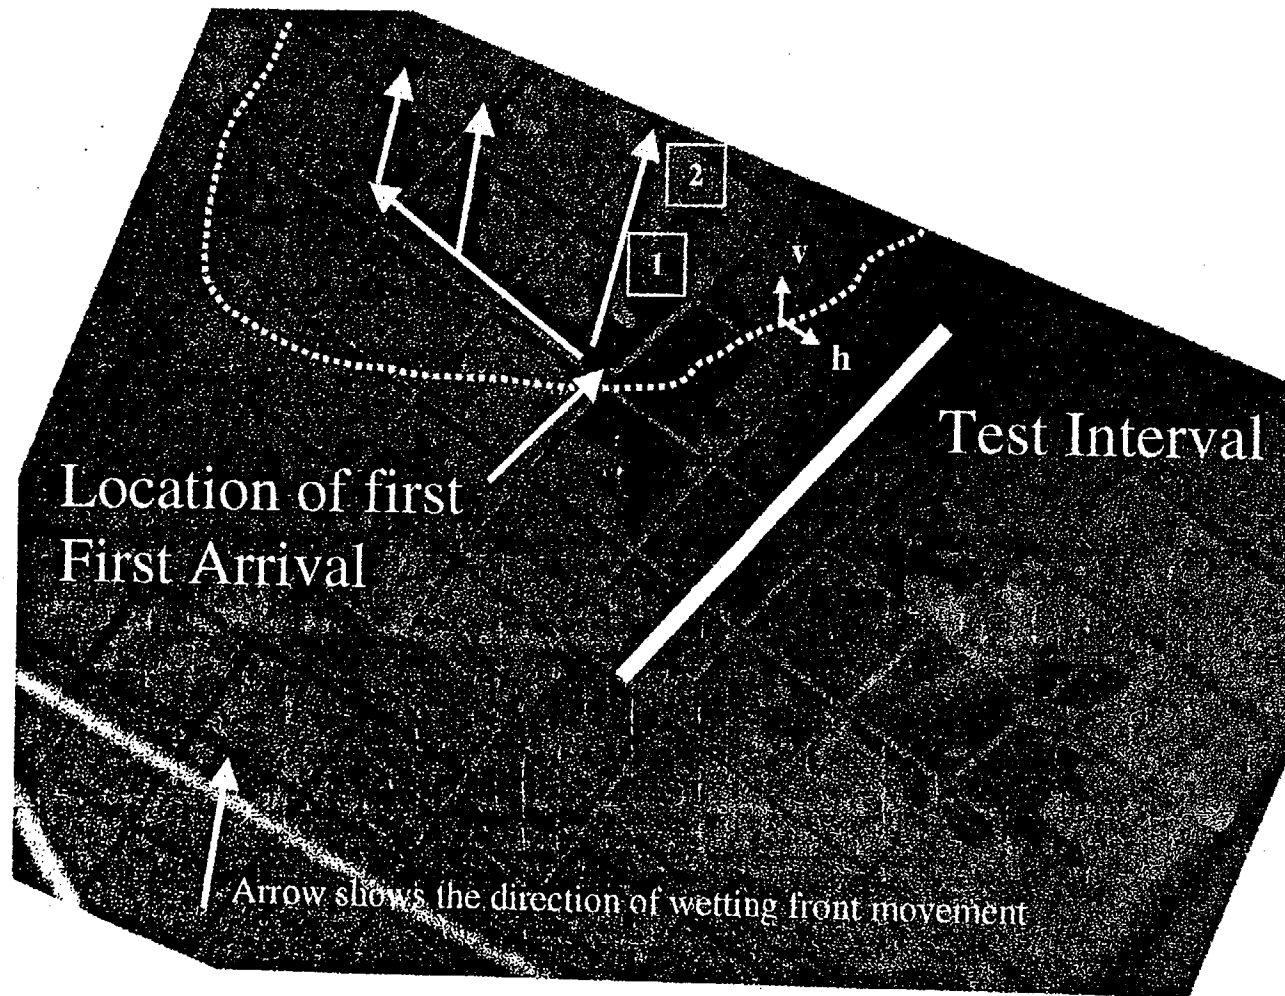 2
1
v
h
Test Interval
Location of first
First Arrival
Arrow shows the direction of wetting front movement